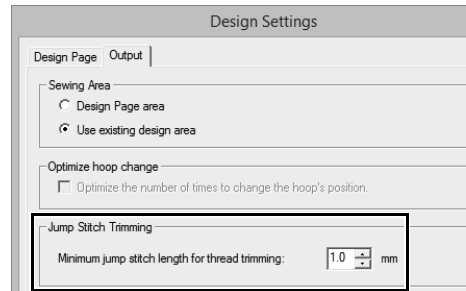 Design Settings
Design Page Output
Sewing Area
Design Page area
Use existing design area
Optimize hoop change
Optimize the number of times to change the hoop's position.
Jump Stitch Trimming
Minimum jump stitch length for thread trimming: 1.0 mm